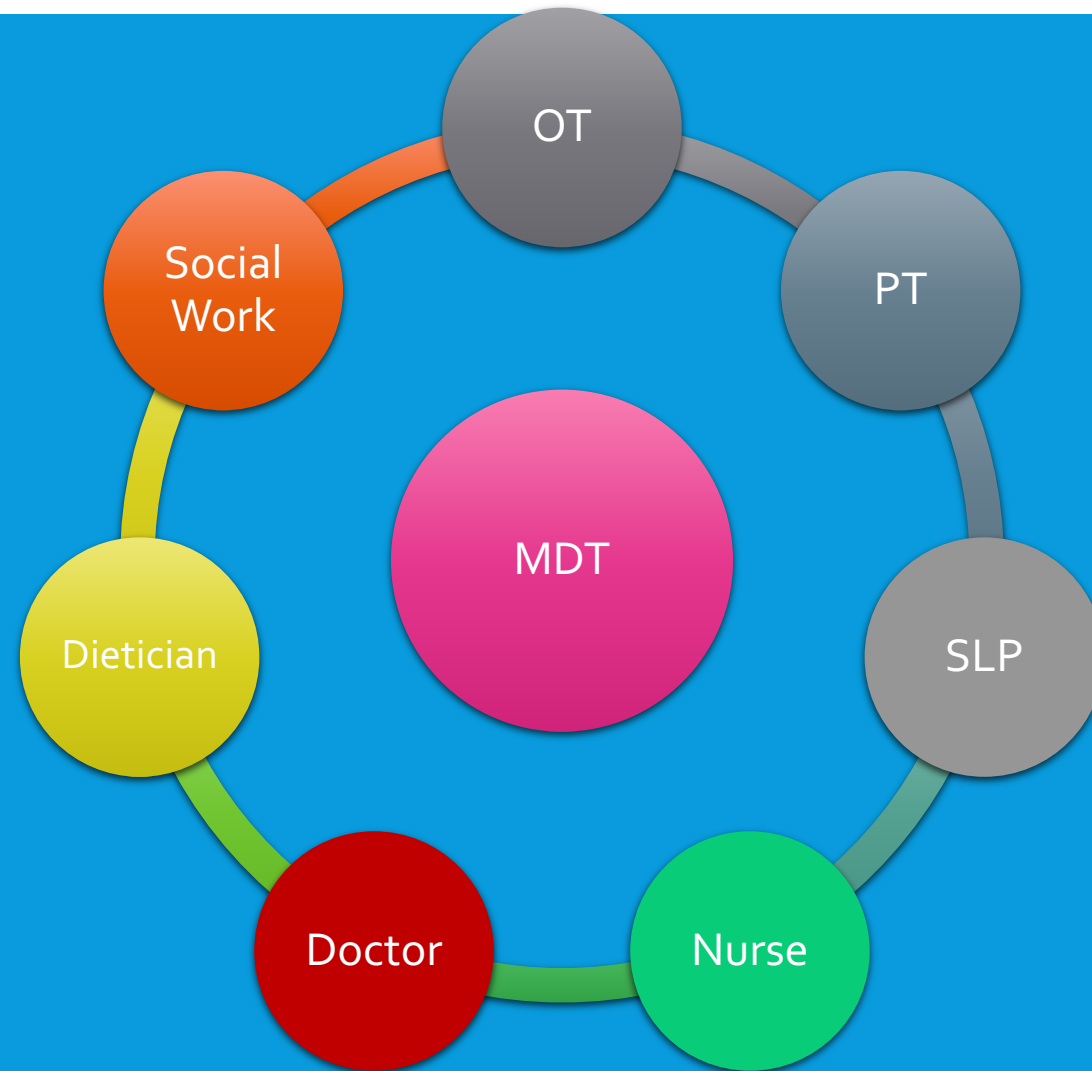 OT
PT
SLP
Nurse
Doctor
Dietician
Social
Work
MDT